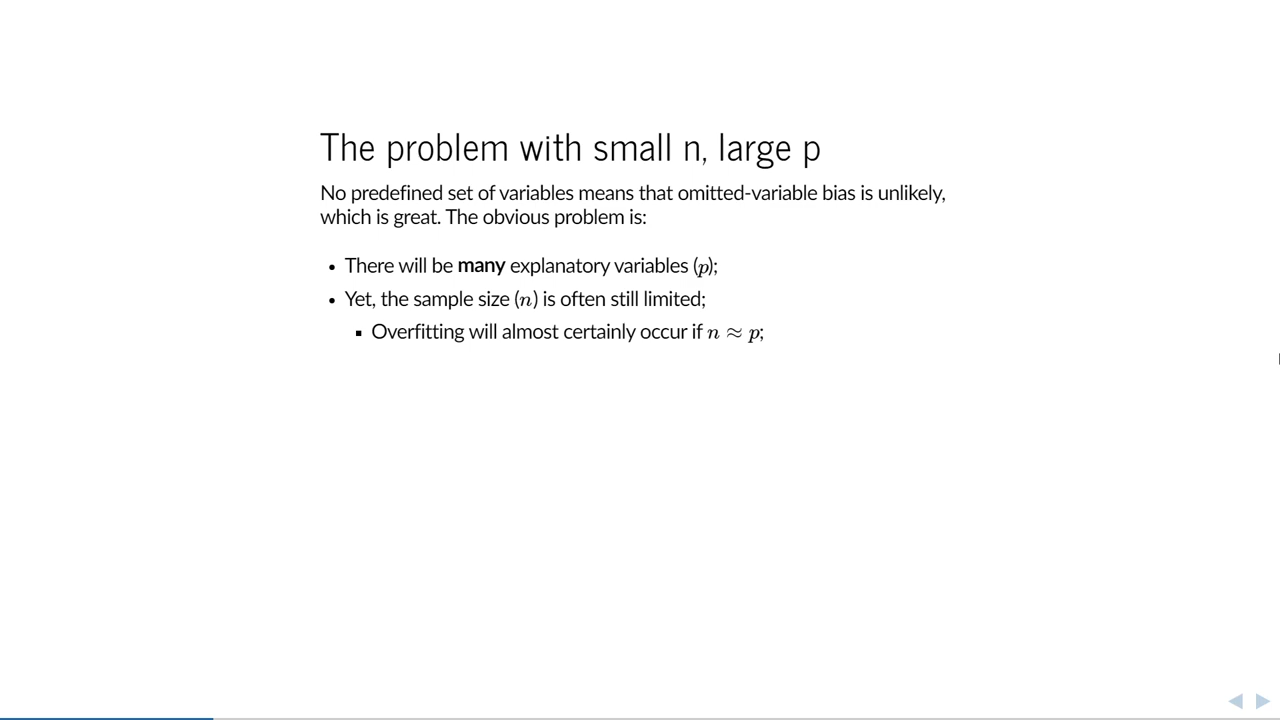 The problem with small n, large p
No predefined set of variables means that omitted-variable bias is unlikely,
which is great. The obvious problem is:
• There will be many explanatory variables (p);
• Yet, the sample size (n) is often still limited;
▪ Overfitting will almost certainly occur if n ≈ p;